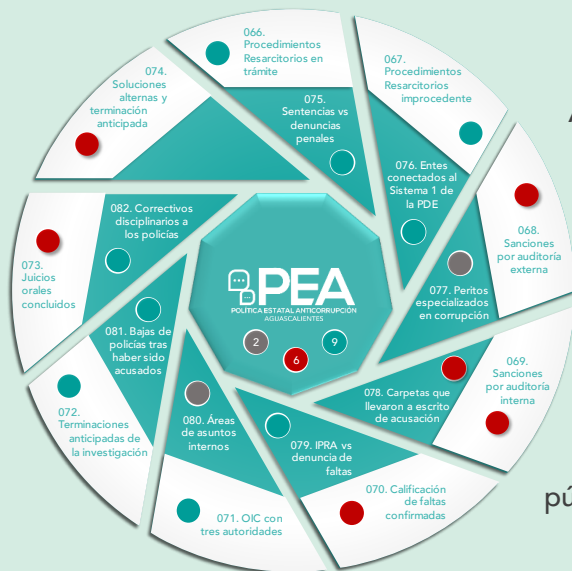 066.
Procedimientos
Resarcitorios en
trámite
067.
Procedimientos
Resarcitorios
improcedente
068.
Sanciones
por auditoría
externa
069.
Sanciones
por auditoría
interna
070. Calificación
de faltas
confirmadas
071. OIC con
tres autoridades
072.
Terminaciones
anticipadas de
la investigación
073.
Juicios
orales
concluidos
074.
Soluciones
alternas y
terminación
anticipada
075.
Sentencias vs
denuncias
penales
076. Entes
conectados al
Sistema 1 de
la PDE
077. Peritos
especializados
en corrupción
078. Carpetas que
llevaron a escrito
de acusación
079. IPRA vs
denuncia de
faltas
080. Áreas
de asuntos
internos
081. Bajas de
policías tras
haber sido
acusados
082. Correctivos
disciplinarios a
los policías
PEA
POLÍTICA ESTATAL ANTICORRUPCIÓN
AGUASCALIENTES
2
6
9
pú